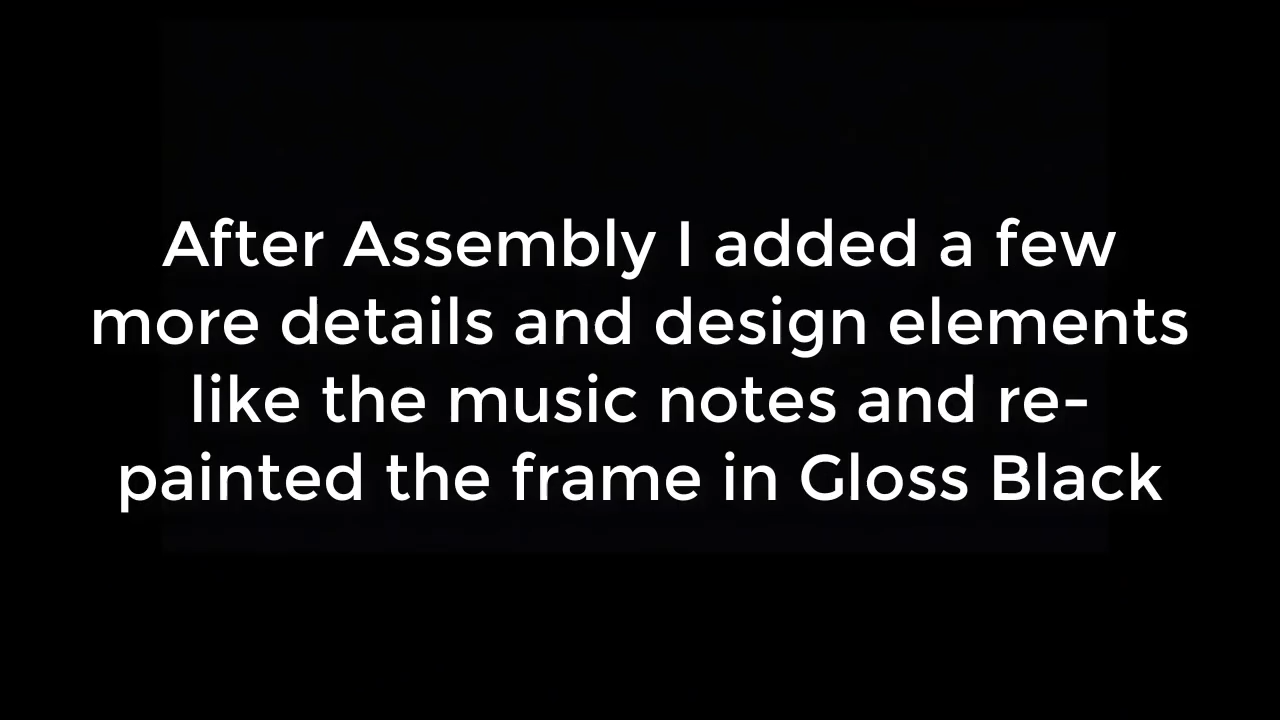 After Assembly I added a few
more details and design elements
like the music notes and re-
painted the frame in Gloss Black